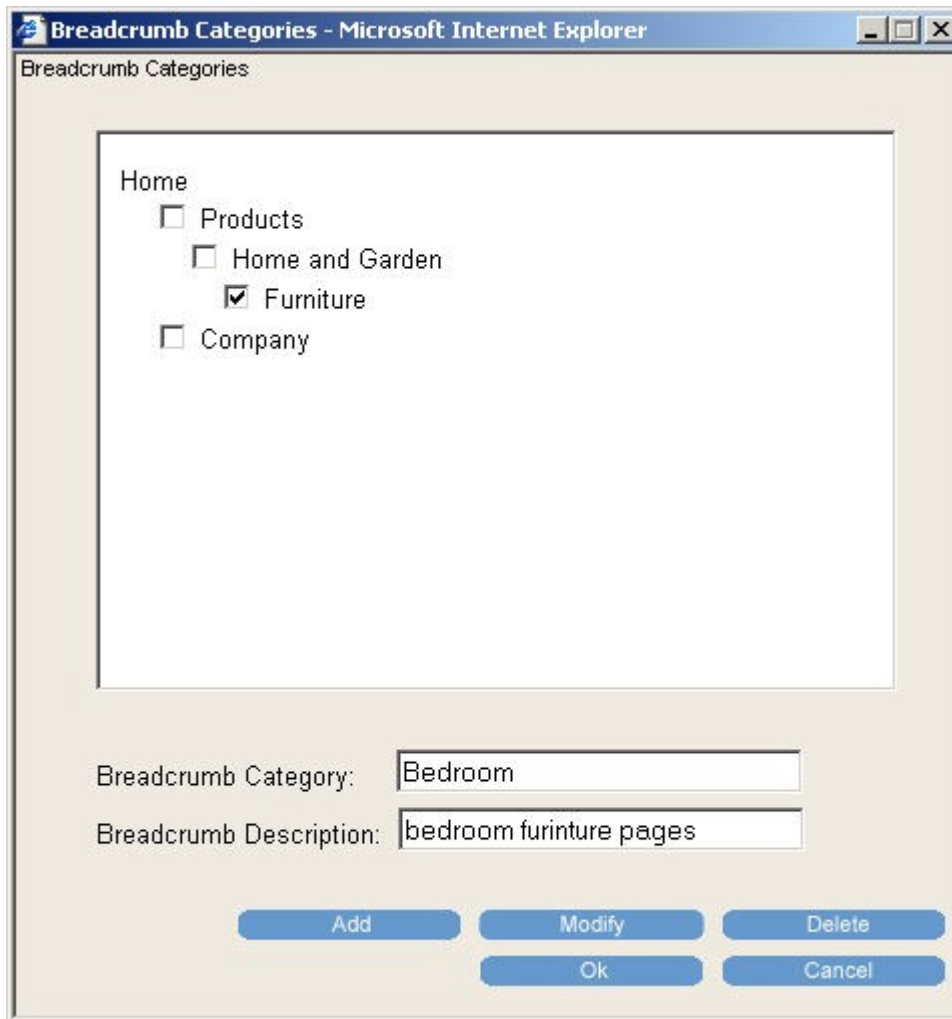 Breadcrumb Categories - Microsoft Internet Explorer
Breadcrumb Categories
Home
Products
Home and Garden
Furniture
Company
Breadcrumb Category: Bedroom
Breadcrumb Description: bedroom furinture pages
Add Modify Delete
Ok Cancel